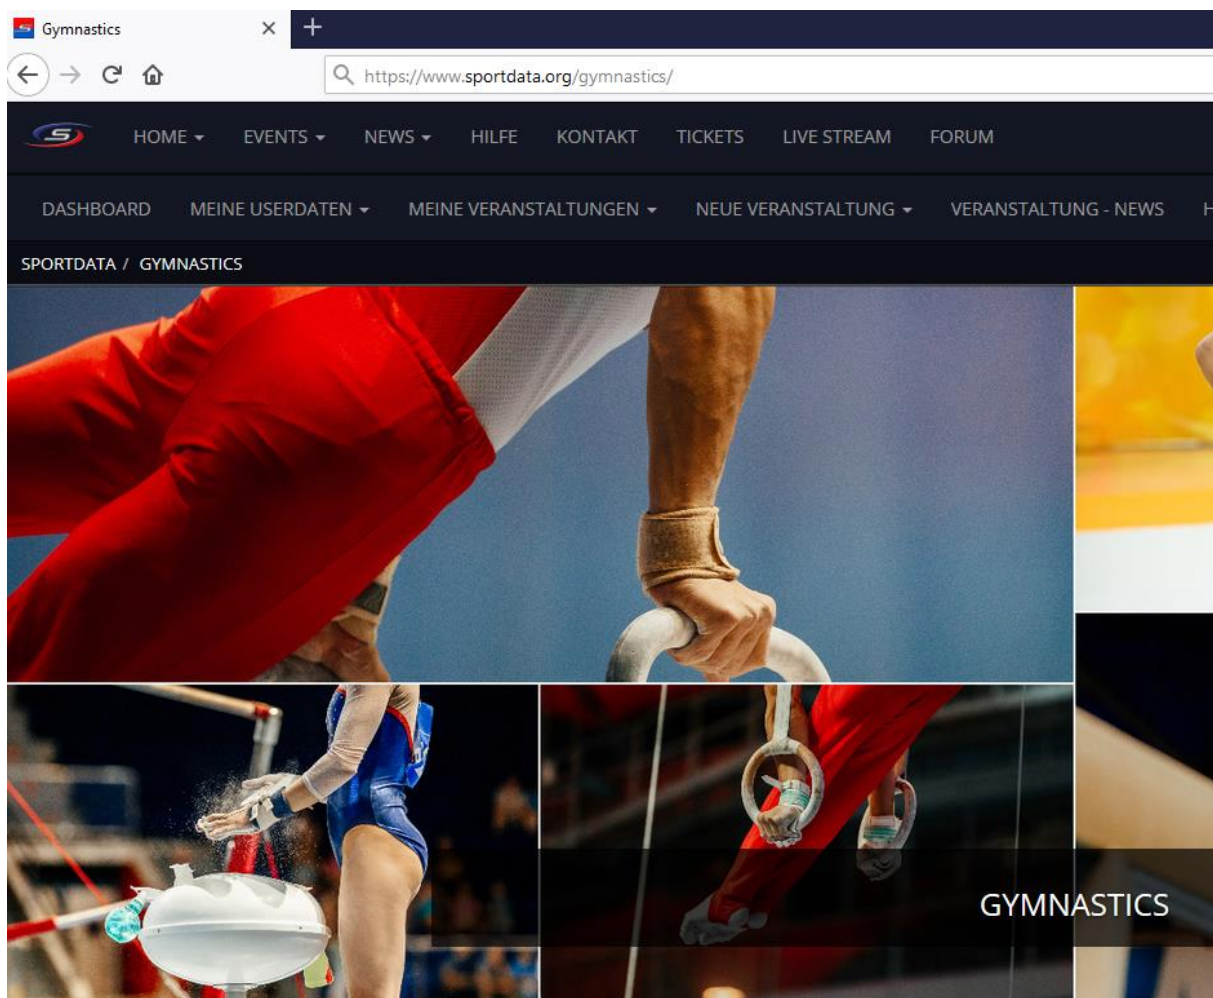 Gymnastics
https://www.sportdata.org/gymnastics/
HOME EVENTS NEWS HILFE KONTAKT TICKETS LIVE STREAM FORUM
DASHBOARD MEINE USERDATEN MEINE VERANSTALTUNGEN NEUE VERANSTALTUNG VERANSTALTUNG - NEWS H
SPORTDATA / GYMNASTICS
GYMNASTICS